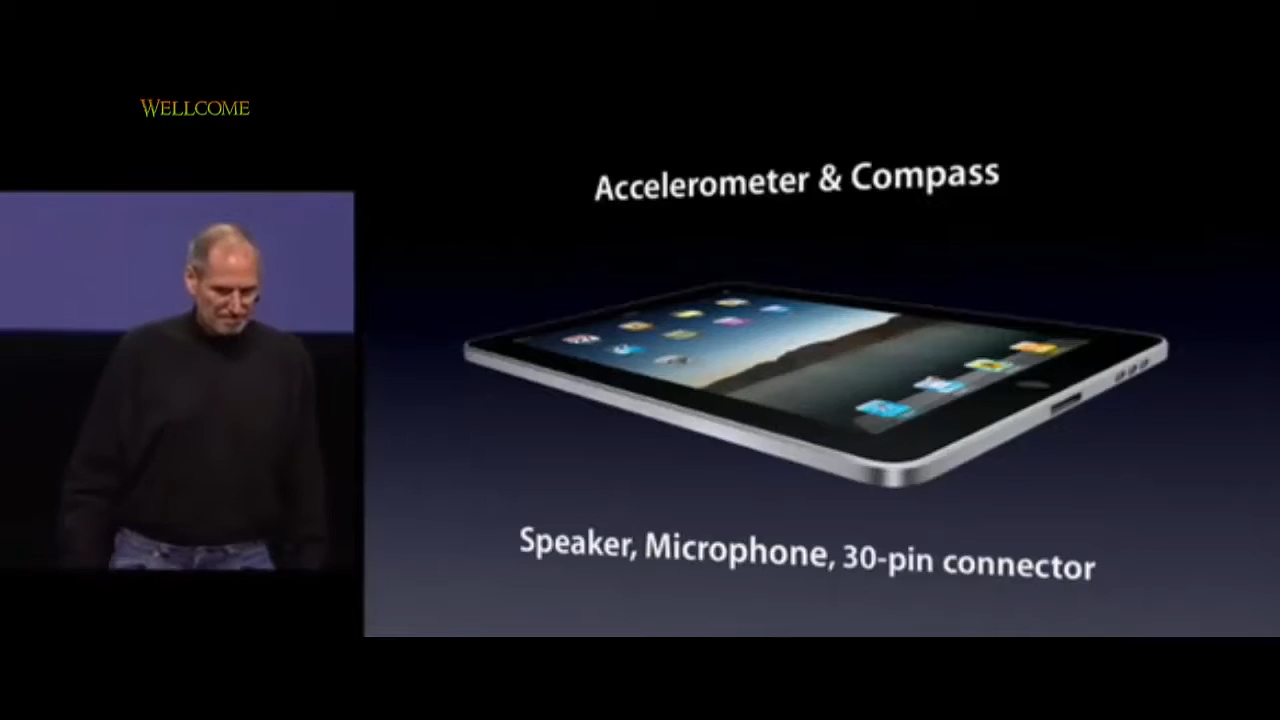 WELLCOME
Accelerometer & Compass
Speaker, Microphone, 30-pin connector